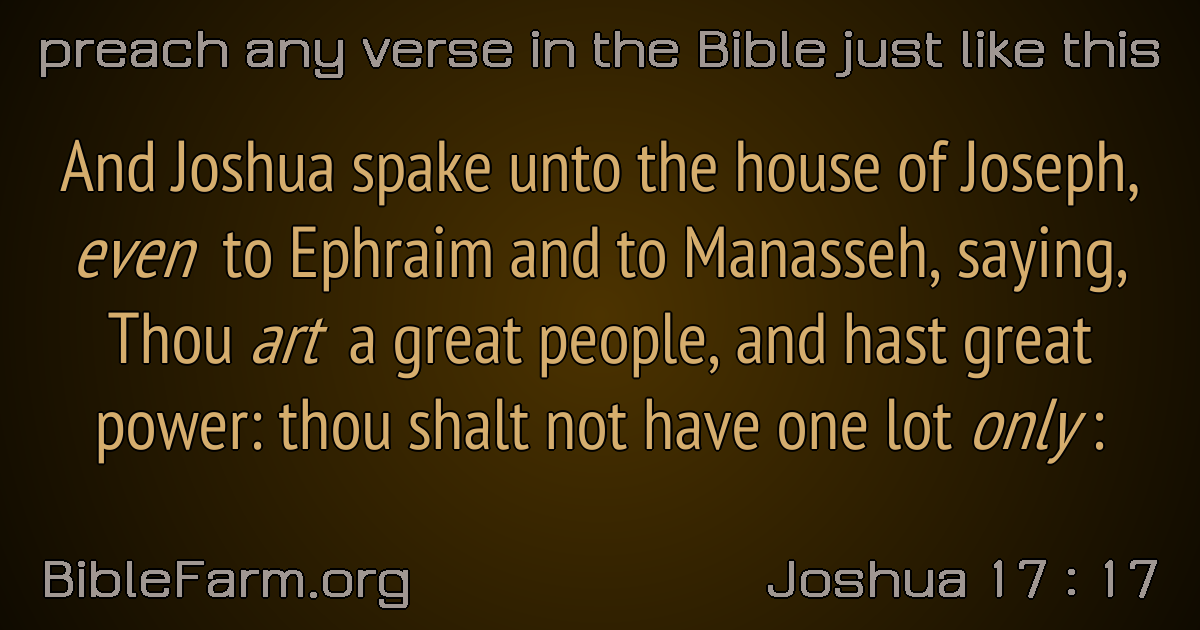 preach any verse in the Bible just like this
And Joshua spake unto the house of Joseph,
even to Ephraim and to Manasseh, saying,
Thou art a great people, and hast great
power: thou shalt not have one lot only :
BibleFarm.org
Joshua 17 : 17